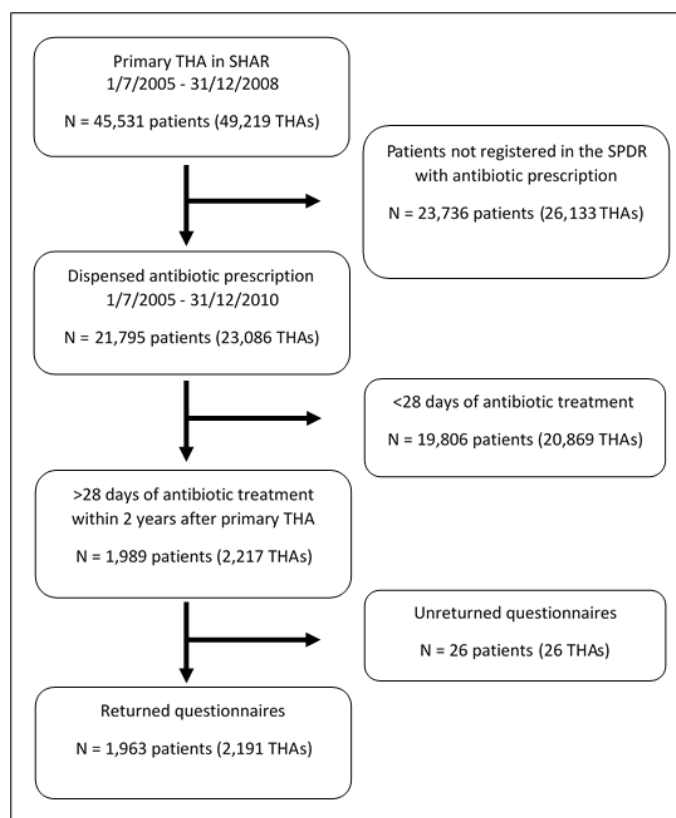 Primary THA in SHAR
1/7/2005 - 31/12/2008
N = 45,531 patients (49,219 THAs)
Patients not registered in the SPDR
with antibiotic prescription
N = 23,736 patients (26,133 THAs)
Dispensed antibiotic prescription
1/7/2005 - 31/12/2010
N = 21,795 patients (23,086 THAs)
<28 days of antibiotic treatment
N = 19,806 patients (20,869 THAs)
>28 days of antibiotic treatment
within 2 years after primary THA
N = 1,989 patients (2,217 THAs)
Unreturned questionnaires
N = 26 patients (26 THAs)
Returned questionnaires
N = 1,963 patients (2,191 THAs)